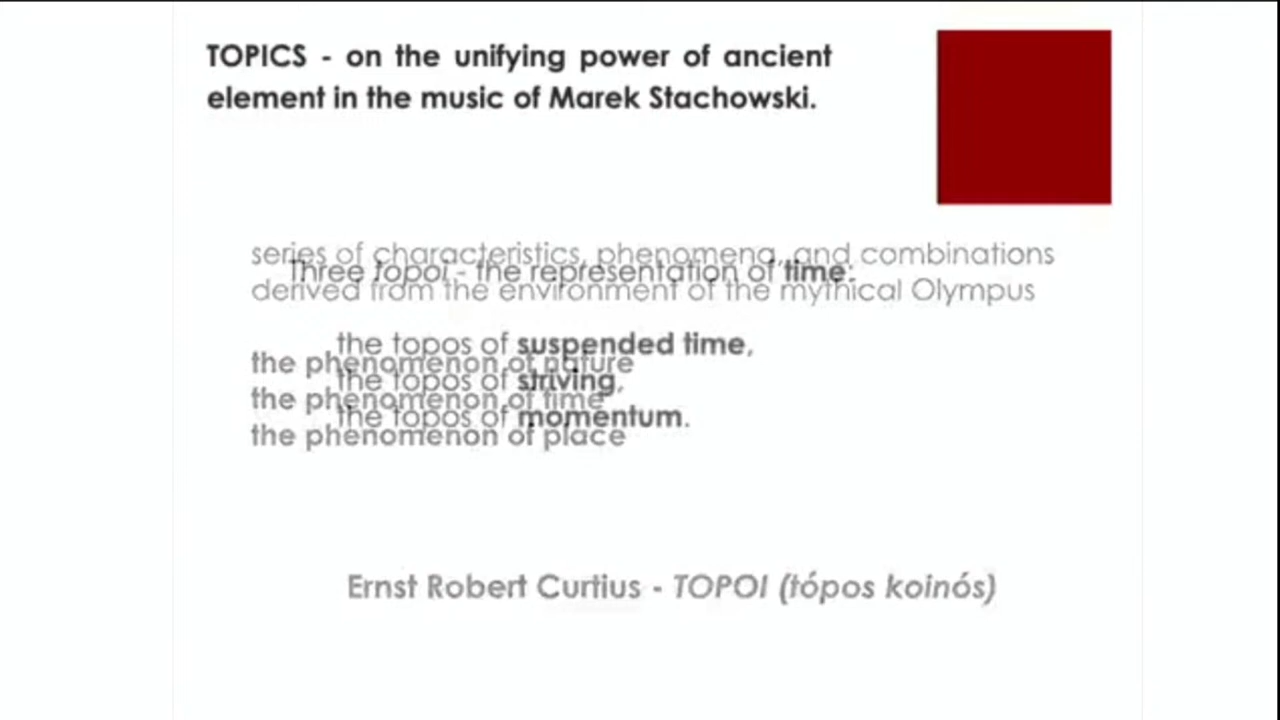 TOPICS - on the unifying power of ancient
element in the music of Marek Stachowski.
series of characteristics, phenomena, and combinations
Three topoi - the representation of time:
derived from the environment of the mythical Olympus
the topos of suspended time,
the phenomenon of nature
the topos of striving,
the phenomenon of time
the topos of momentum.
the phenomenon of place
Ernst Robert Curtius - TOPOI (tópos koinós)